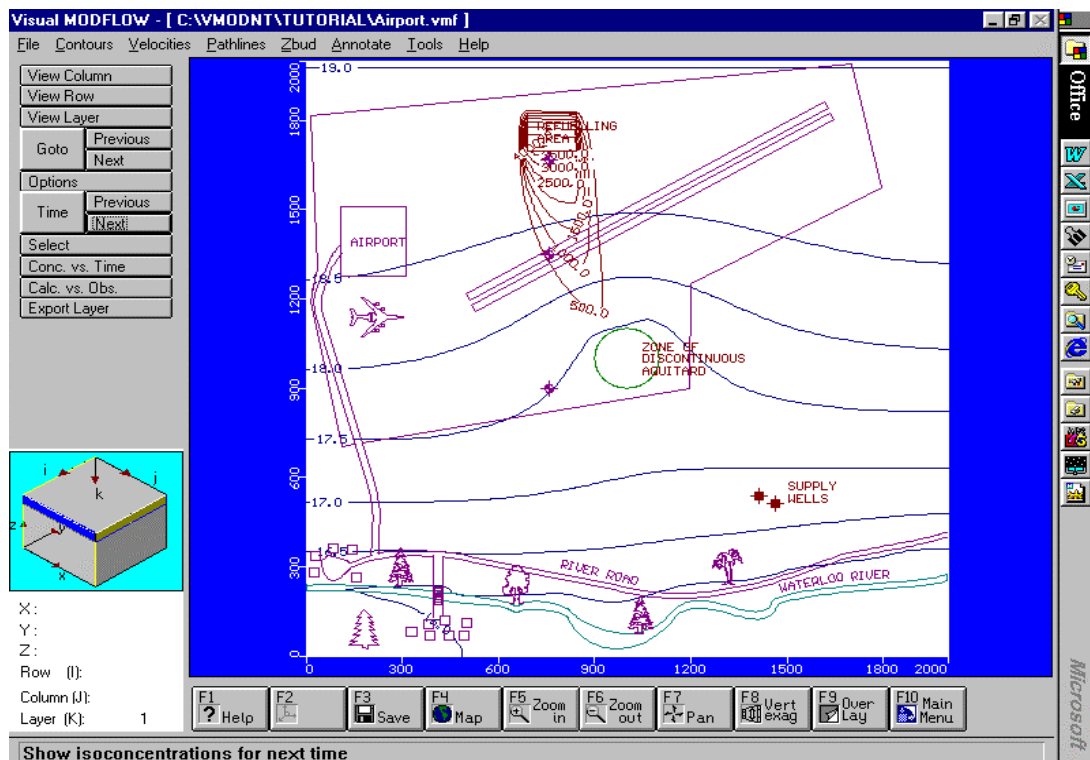 Visual MODFLOW - [ C:\VMODNT\TUTORIAL\Airport.vmf ]
File Contours Velocities Pathlines Zbud Annotate Tools Help
View Column
View Row
View Layer
Goto
Previous
Next
Options
Time
Previous
Next
Select
Conc. vs. Time
Calc. vs. Obs.
Export Layer
i
j
k
z
y
x
X:
Y:
Z:
Row (I):
Column (J):
Layer (K): 1
2000
1800
1500
1200
900
600
300
0
19.0
18.5
18.0
17.5
17.0
REFUELLING
AREA
3000.0
2500.0
1500.0
500.0
AIRPORT
ZONE OF
DISCONTINUOUS
AQUITARD
SUPPLY
WELLS
RIVER ROAD
WATERLOO RIVER
0 300 600 900 1200 1500 1800 2000
F1 Help
F2
F3 Save
F4 Map
F5 Zoom in
F6 Zoom out
F7 Pan
F8 Vert exag
F9 Over Lay
F10 Main Menu
Show isoconcentrations for next time
Office
W
X
Microsoft